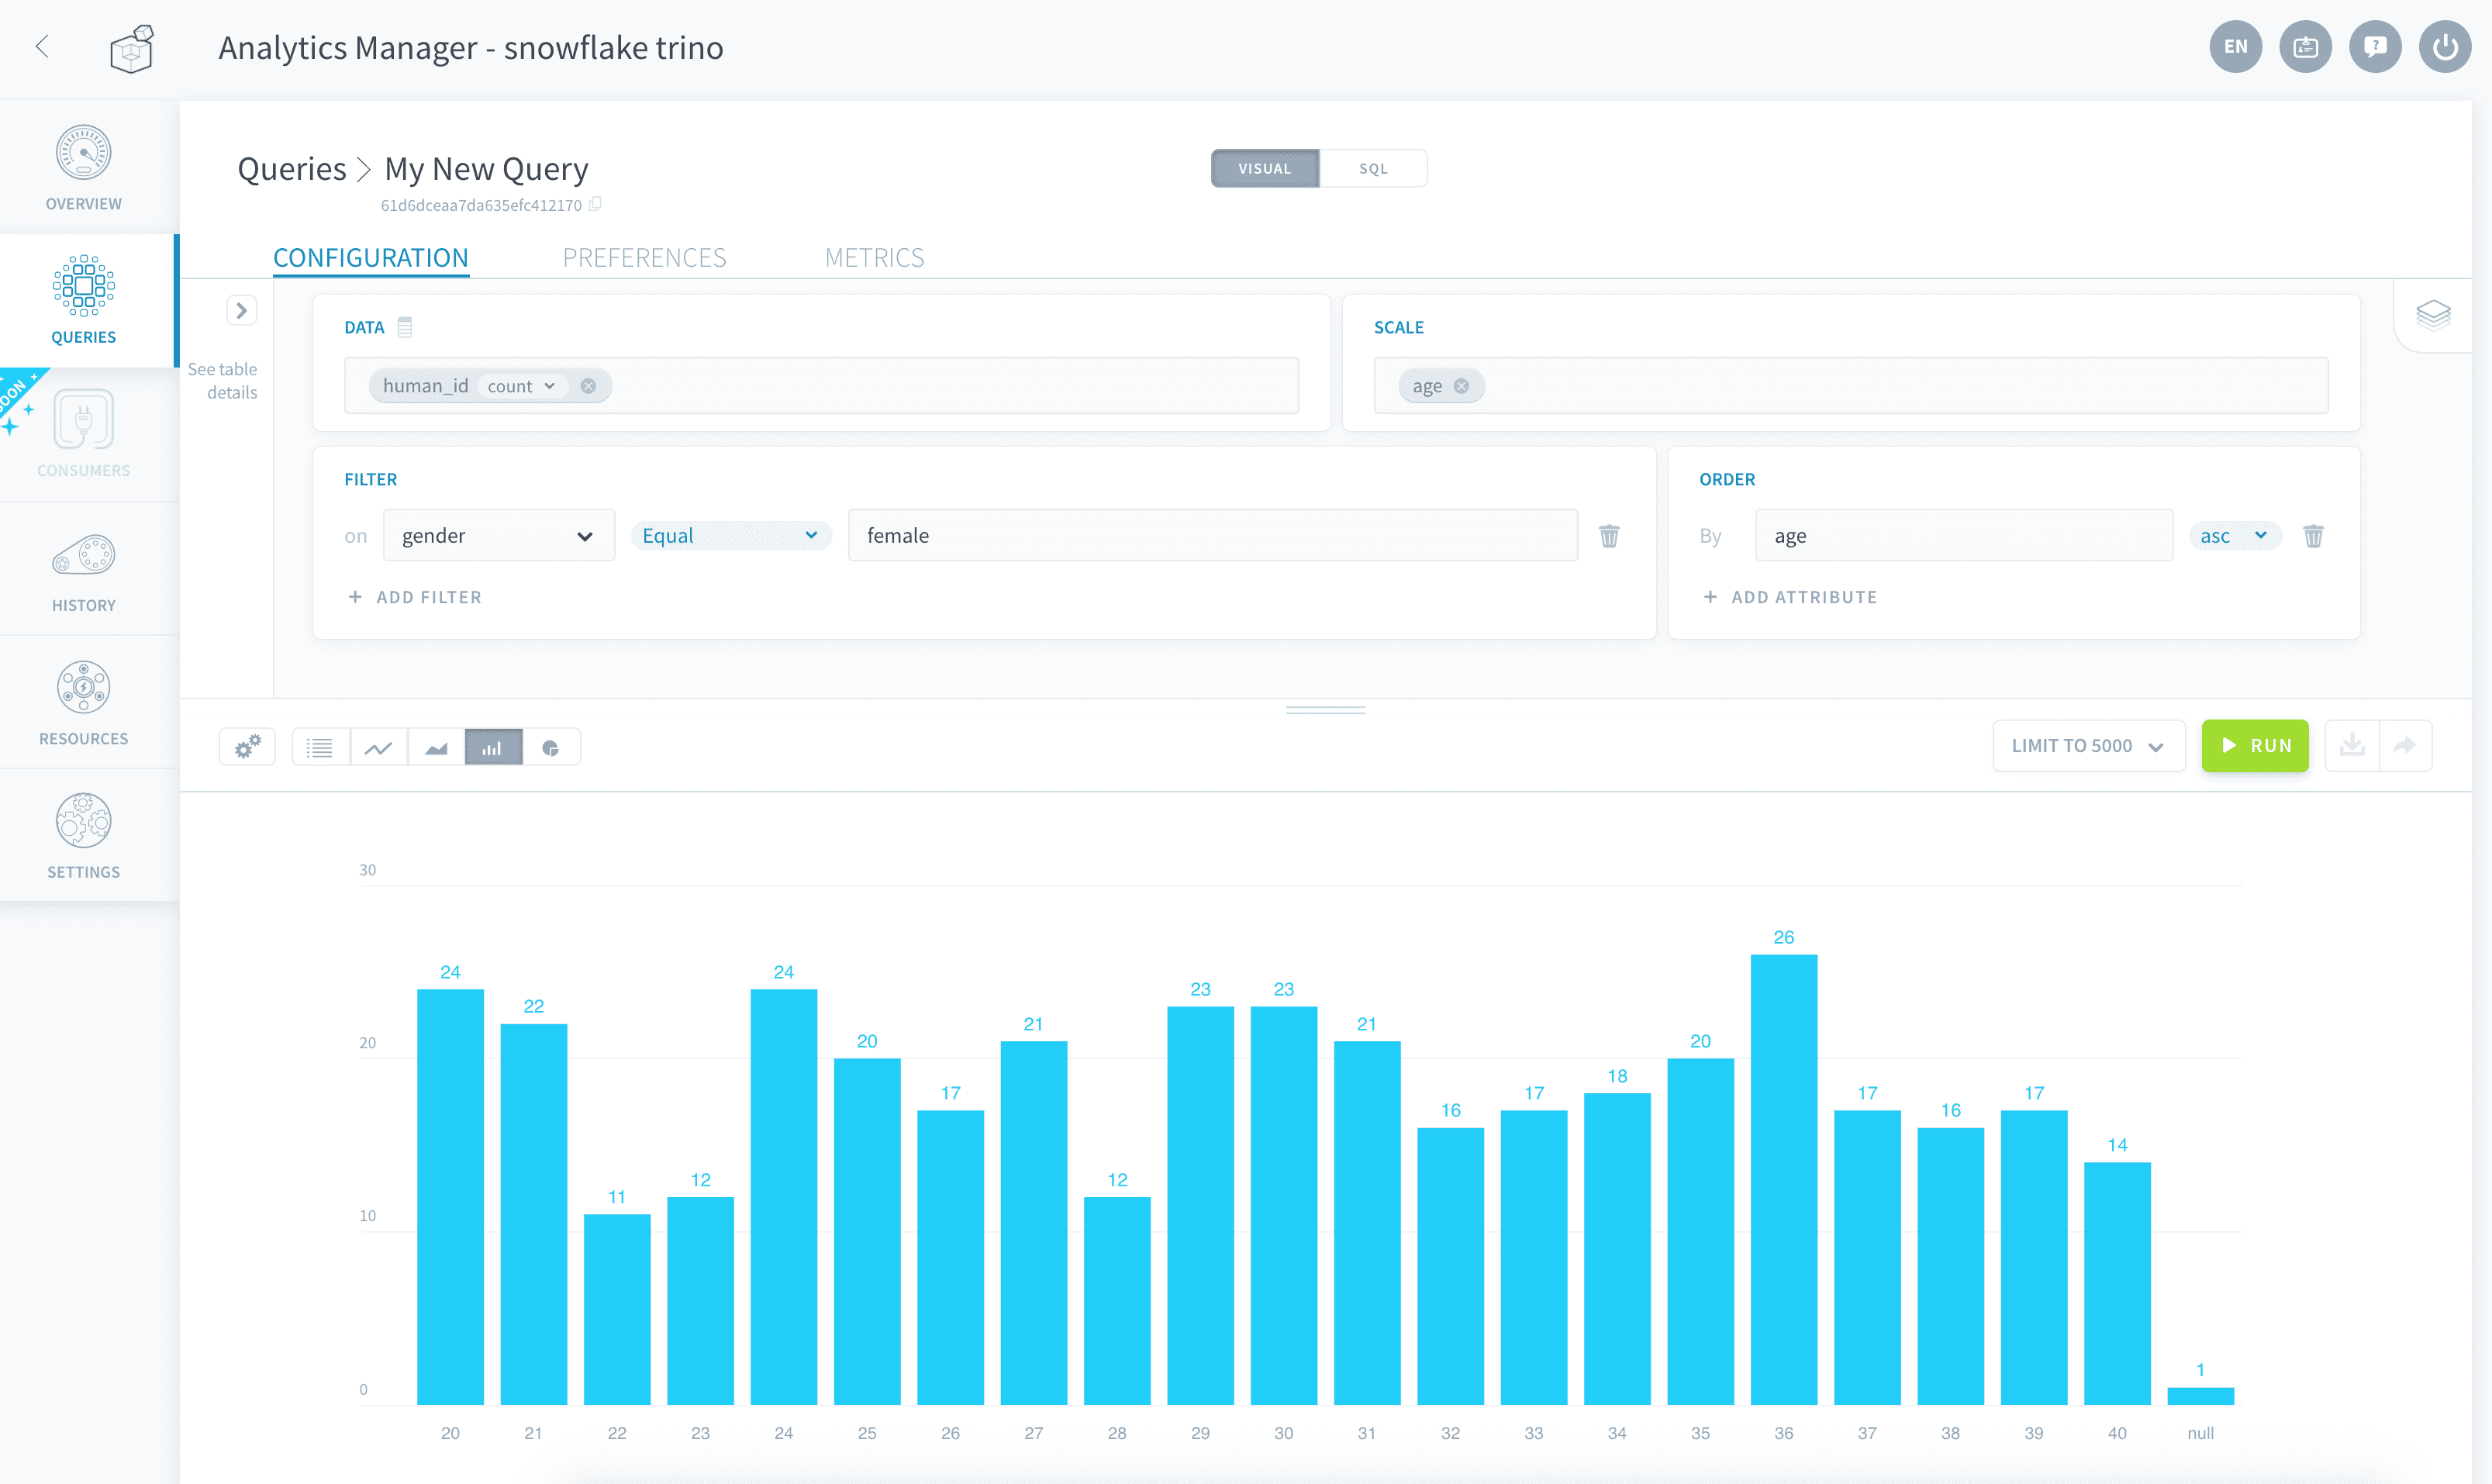 Analytics Manager - snowflake trino
EN
OVERVIEW
QUERIES
SOON
CONSUMERS
HISTORY
RESOURCES
SETTINGS
Queries > My New Query
61d6dceaa7da635efc412170
VISUAL SQL
CONFIGURATION PREFERENCES METRICS
See table
details
DATA
human_id count
SCALE
age
FILTER
on gender Equal female
+ ADD FILTER
ORDER
By age asc
+ ADD ATTRIBUTE
LIMIT TO 5000 RUN
30
20
10
0
24 22 11 12 24 20 17 21 12 23 23 21 16 17 18 20 26 17 16 17 14 1
20 21 22 23 24 25 26 27 28 29 30 31 32 33 34 35 36 37 38 39 40 null